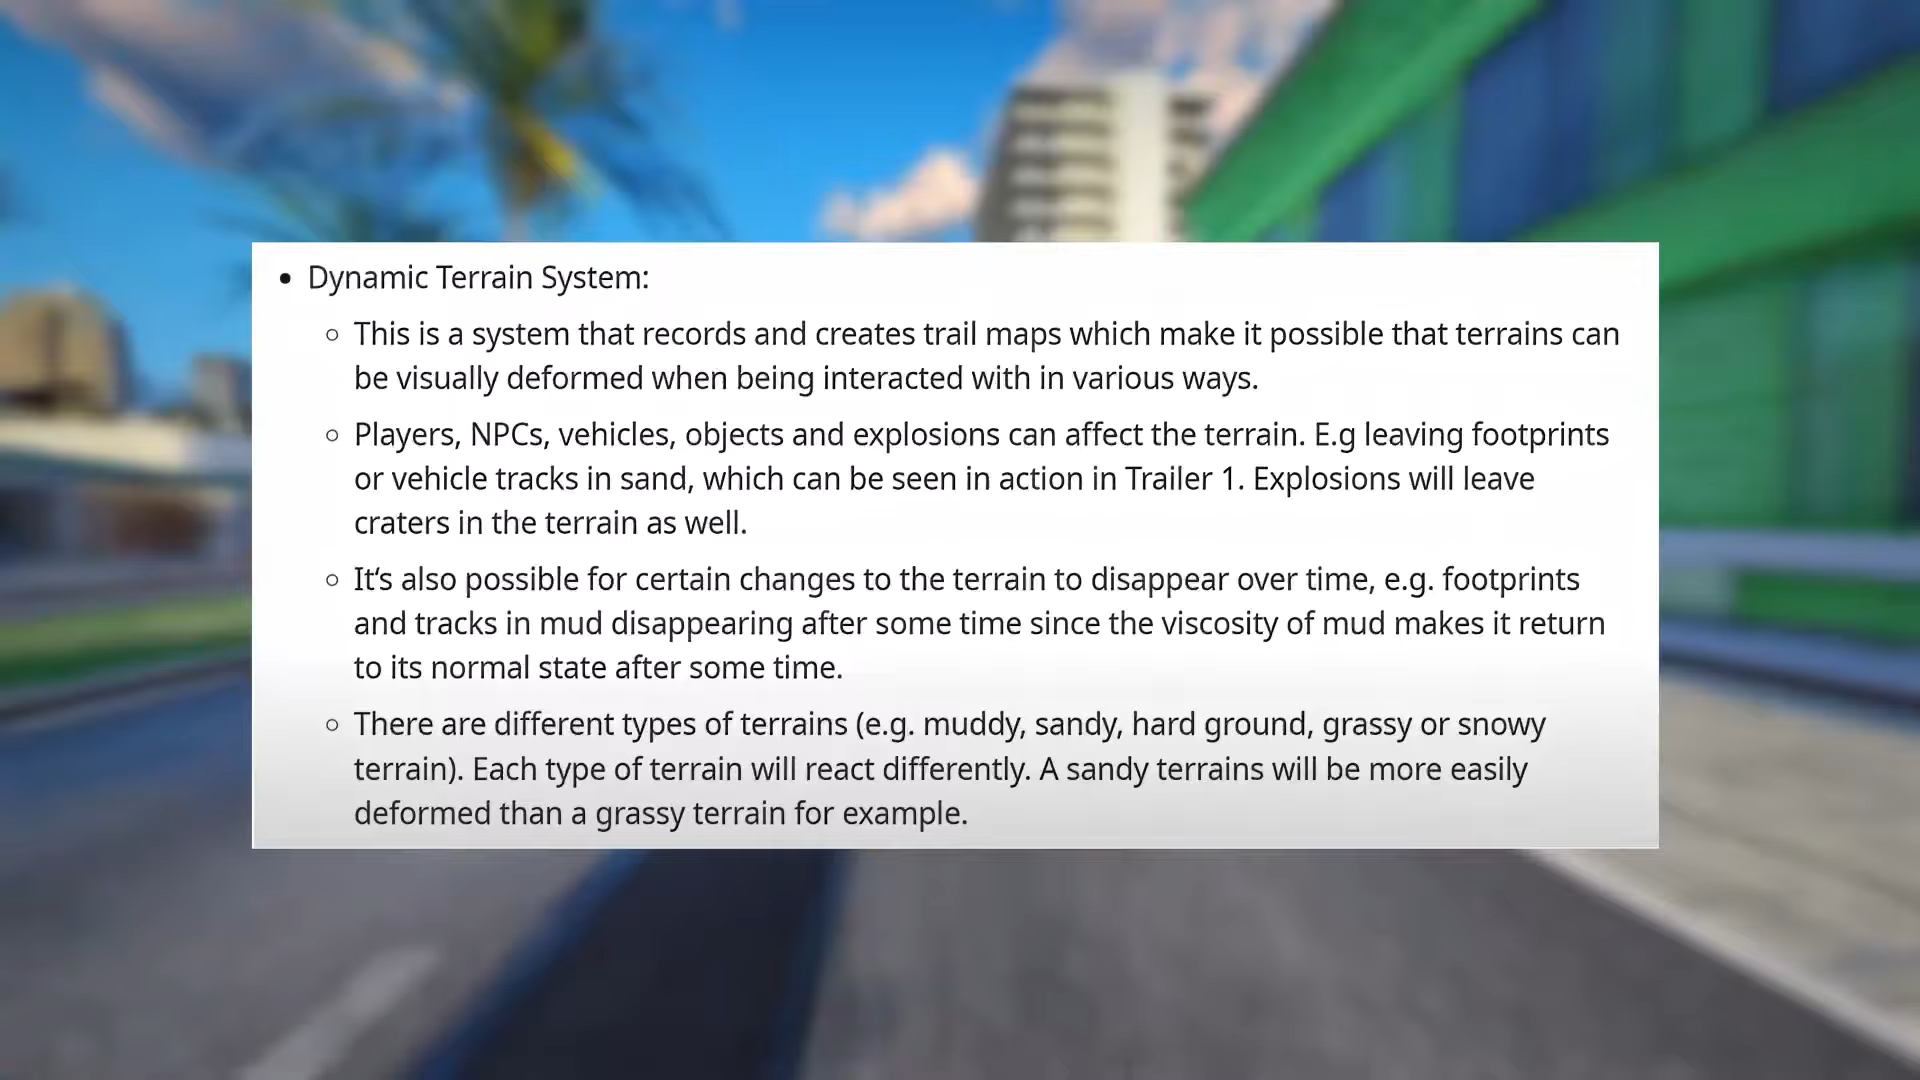 • Dynamic Terrain System:
○ This is a system that records and creates trail maps which make it possible that terrains can
be visually deformed when being interacted with in various ways.
○ Players, NPCs, vehicles, objects and explosions can affect the terrain. E.g leaving footprints
or vehicle tracks in sand, which can be seen in action in Trailer 1. Explosions will leave
craters in the terrain as well.
○ It‘s also possible for certain changes to the terrain to disappear over time, e.g. footprints
and tracks in mud disappearing after some time since the viscosity of mud makes it return
to its normal state after some time.
○ There are different types of terrains (e.g. muddy, sandy, hard ground, grassy or snowy
terrain). Each type of terrain will react differently. A sandy terrains will be more easily
deformed than a grassy terrain for example.